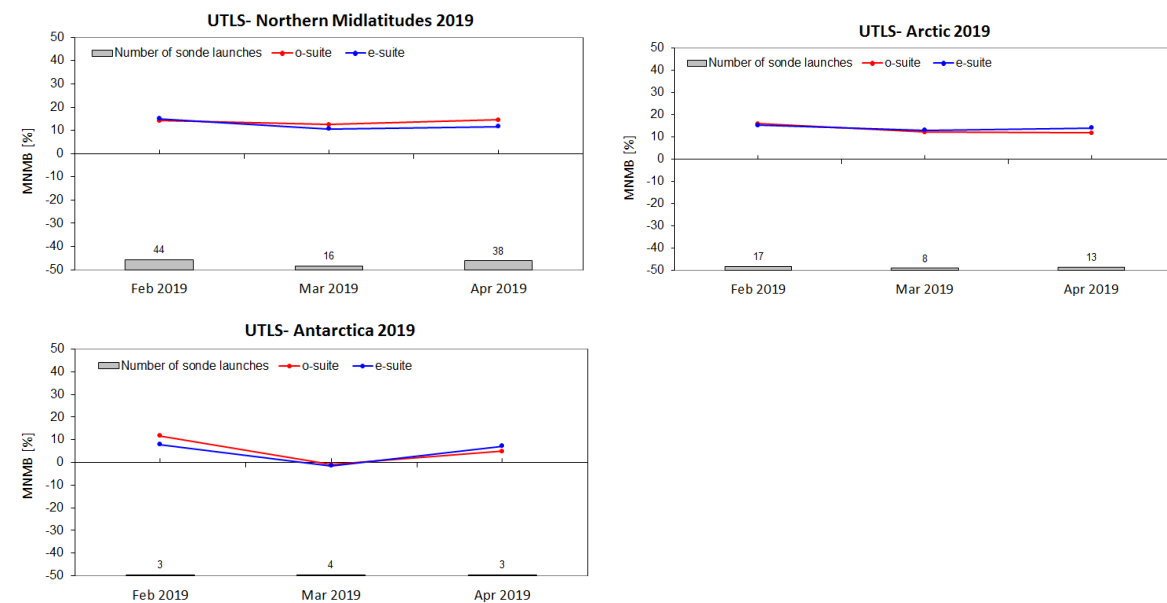 UTLS- Northern Midlatitudes 2019
50
40
30
20
10
0
-10
-20
-30
-40
-50
MNMB [%]
Number of sonde launches o-suite e-suite
44 16 38
Feb 2019 Mar 2019 Apr 2019
UTLS- Arctic 2019
50
40
30
20
10
0
-10
-20
-30
-40
-50
MNMB [%]
Number of sonde launches o-suite e-suite
17 8 13
Feb 2019 Mar 2019 Apr 2019
UTLS- Antarctica 2019
50
40
30
20
10
0
-10
-20
-30
-40
-50
MNMB [%]
Number of sonde launches o-suite e-suite
3 4 3
Feb 2019 Mar 2019 Apr 2019